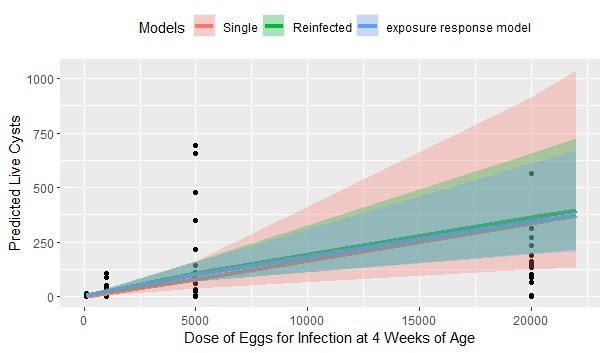 Models Single Reinfected exposure response model
1000
750
500
250
0
Predicted Live Cysts
0 5000 10000 15000 20000
Dose of Eggs for Infection at 4 Weeks of Age